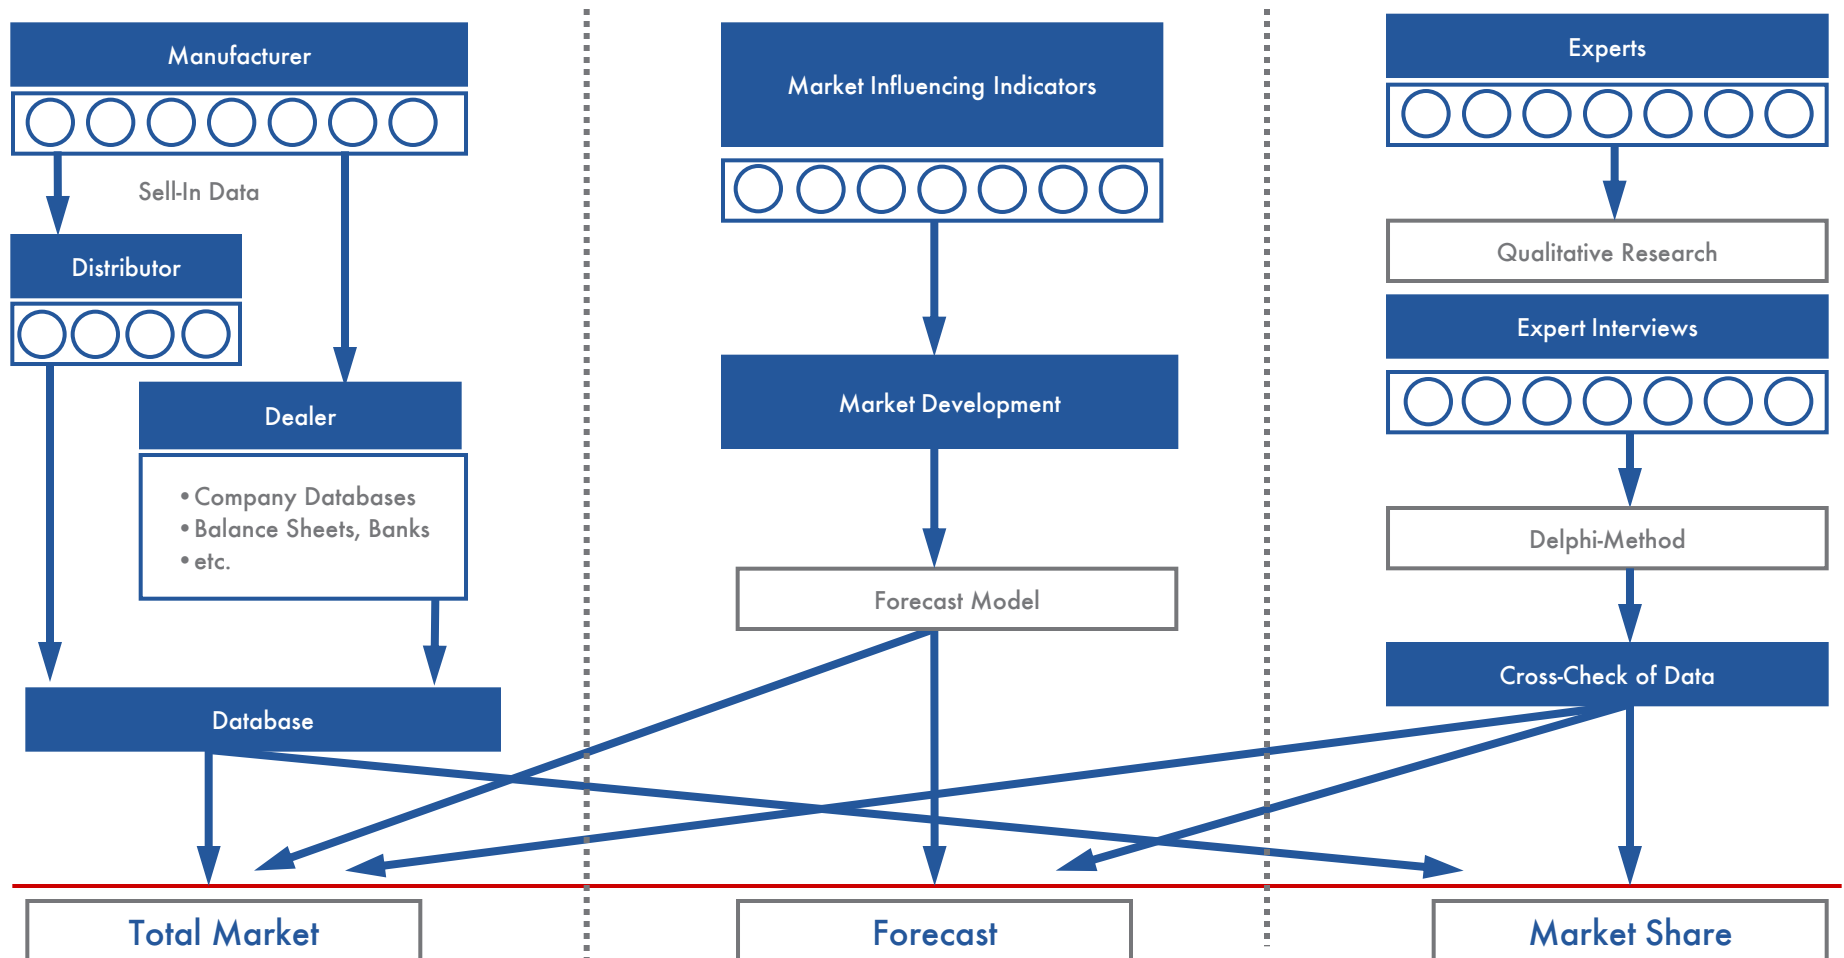 Manufacturer
Sell-In Data
Distributor
Dealer
•Company Databases
•Balance Sheets, Banks
•etc.
Database
Market Influencing Indicators
Market Development
Forecast Model
Experts
Qualitative Research
Expert Interviews
Delphi-Method
Cross-Check of Data
Total Market
Forecast
Market Share